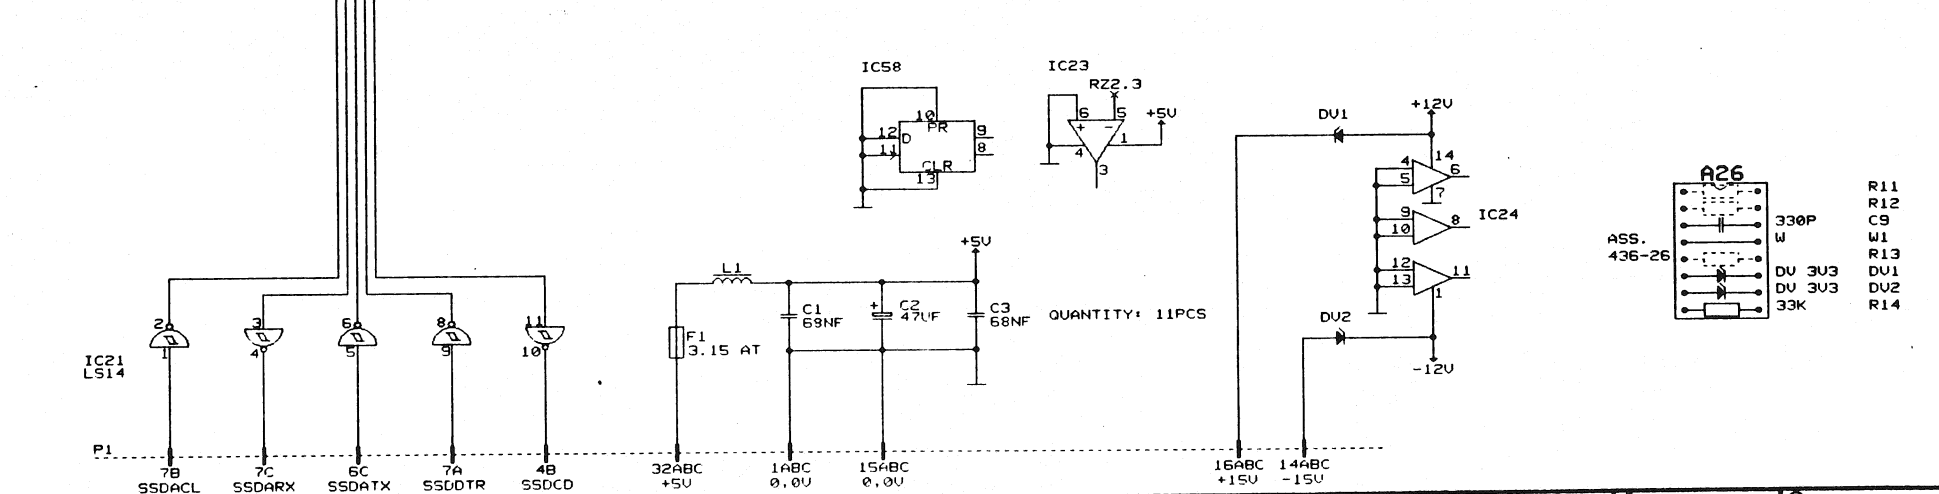 IC58
10
PR
12
D
11
9
8
CLR
13
IC23
RZ2.3
6
5
+
-
+5V
1
4
3
DV1
+12V
14
4
5
6
7
9
10
8
IC24
12
13
11
1
DV2
-12V
A26
R11
R12
330P C9
W W1
R13
DV 3V3 DV1
DV 3V3 DV2
33K R14
ASS.
436-26
+5V
L1
C1
69NF
+
C2
47UF
C3
68NF
QUANTITY: 11PCS
F1
3.15 AT
2
1
3
4
6
5
8
9
11
10
IC21
LS14
P1
7B
SSDACL
7C
SSDARX
6C
SSDATX
7A
SSDDTR
4B
SSDCD
32ABC
+5V
1ABC
0,0V
15ABC
0,0V
16ABC
+15V
14ABC
-15V